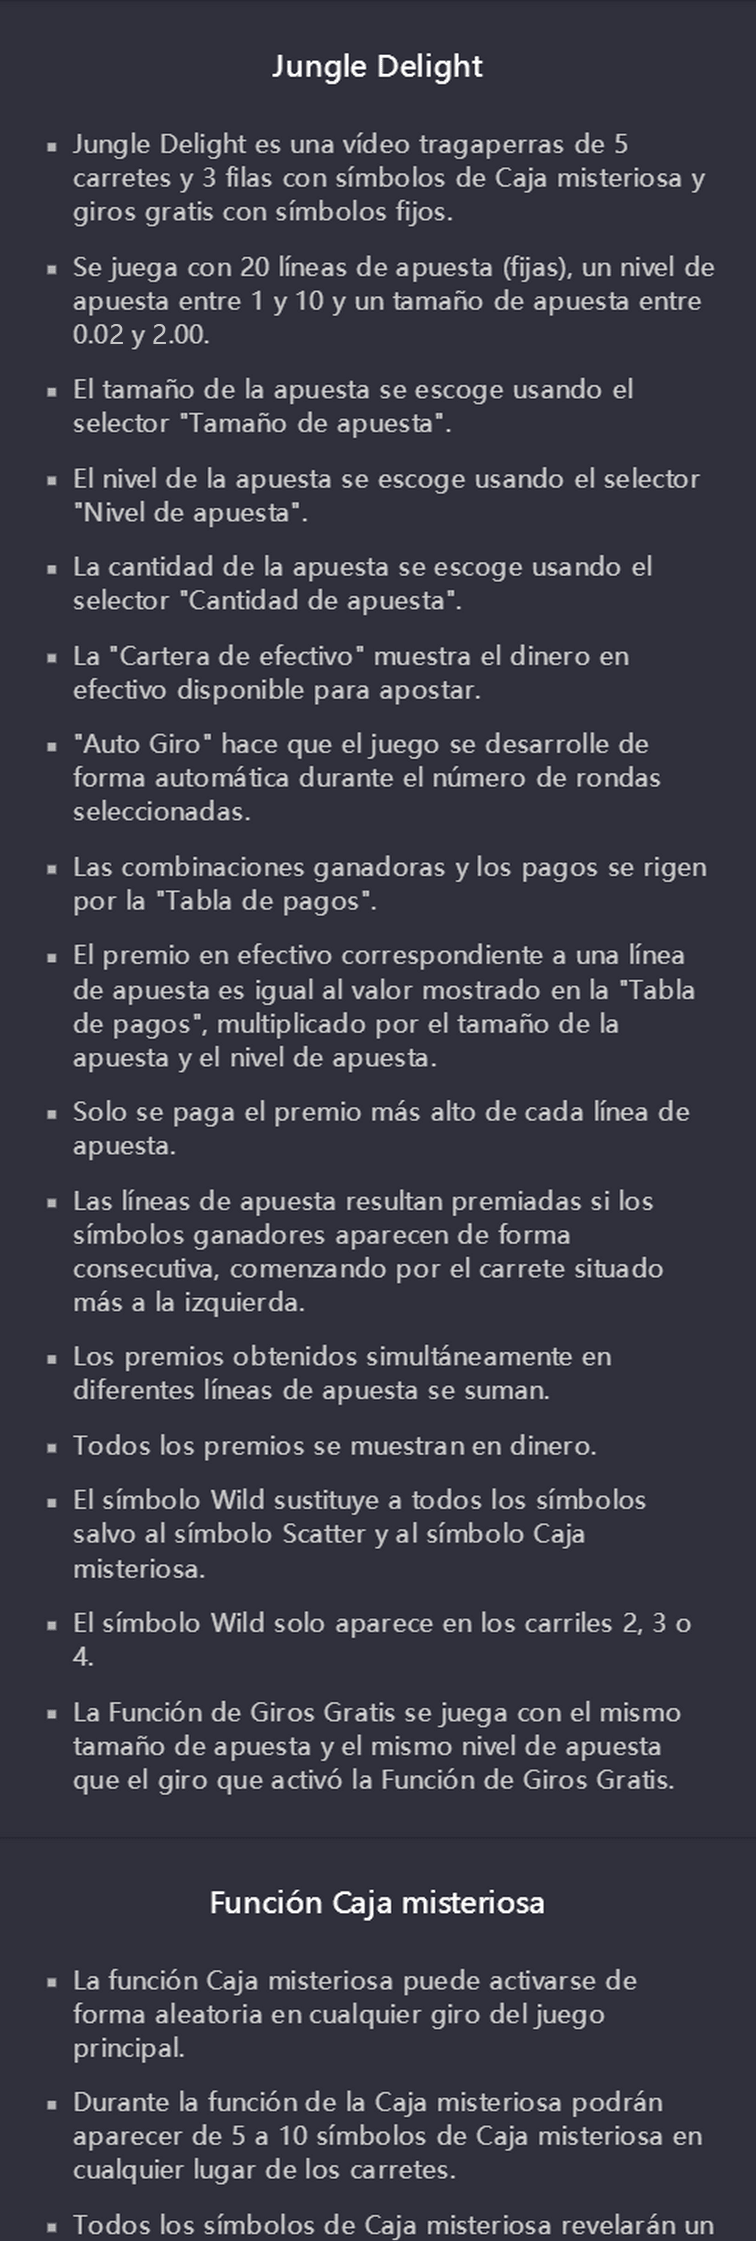 Jungle Delight
▪ Jungle Delight es una vídeo tragaperras de 5
carretes y 3 filas con símbolos de Caja misteriosa y
giros gratis con símbolos fijos.
▪ Se juega con 20 líneas de apuesta (fijas), un nivel de
apuesta entre 1 y 10 y un tamaño de apuesta entre
0.02 y 2.00.
▪ El tamaño de la apuesta se escoge usando el
selector "Tamaño de apuesta".
▪ El nivel de la apuesta se escoge usando el selector
"Nivel de apuesta".
▪ La cantidad de la apuesta se escoge usando el
selector "Cantidad de apuesta".
▪ La "Cartera de efectivo" muestra el dinero en
efectivo disponible para apostar.
▪ "Auto Giro" hace que el juego se desarrolle de
forma automática durante el número de rondas
seleccionadas.
▪ Las combinaciones ganadoras y los pagos se rigen
por la "Tabla de pagos".
▪ El premio en efectivo correspondiente a una línea
de apuesta es igual al valor mostrado en la "Tabla
de pagos", multiplicado por el tamaño de la
apuesta y el nivel de apuesta.
▪ Solo se paga el premio más alto de cada línea de
apuesta.
▪ Las líneas de apuesta resultan premiadas si los
símbolos ganadores aparecen de forma
consecutiva, comenzando por el carrete situado
más a la izquierda.
▪ Los premios obtenidos simultáneamente en
diferentes líneas de apuesta se suman.
▪ Todos los premios se muestran en dinero.
▪ El símbolo Wild sustituye a todos los símbolos
salvo al símbolo Scatter y al símbolo Caja
misteriosa.
▪ El símbolo Wild solo aparece en los carriles 2, 3 o
4.
▪ La Función de Giros Gratis se juega con el mismo
tamaño de apuesta y el mismo nivel de apuesta
que el giro que activó la Función de Giros Gratis.
Función Caja misteriosa
▪ La función Caja misteriosa puede activarse de
forma aleatoria en cualquier giro del juego
principal.
▪ Durante la función de la Caja misteriosa podrán
aparecer de 5 a 10 símbolos de Caja misteriosa en
cualquier lugar de los carretes.
▪ Todos los símbolos de Caja misteriosa revelarán un